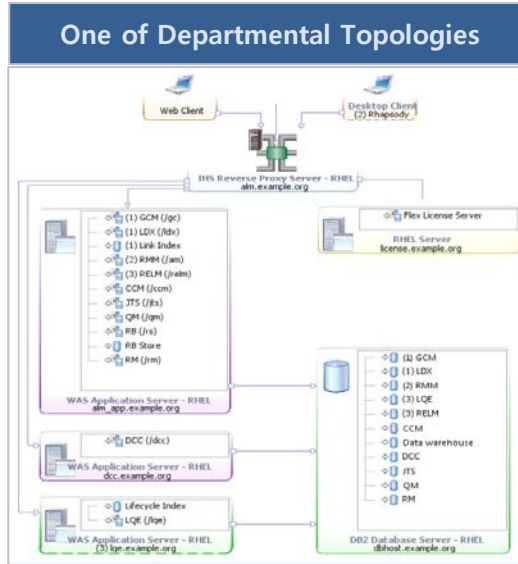 One of Departmental Topologies
Web Client
Desktop Client
(2) Rhapsody
IHS Reverse Proxy Server - RHEL
alm.example.org
(1) GCM (/gc)
(1) LDX (/ldx)
(1) Link Index
(2) RMM (/am)
(3) RELM (/relm)
CCM (/ccm)
JTS (/jts)
QM (/qm)
RB (/rs)
RB Store
RM (/rm)
WAS Application Server - RHEL
alm_app.example.org
Flex License Server
RHEL Server
license.example.org
DCC (/dcc)
WAS Application Server - RHEL
dcc.example.org
Lifecycle Index
LQE (/lqe)
WAS Application Server - RHEL
(3) lqe.example.org
(1) GCM
(1) LDX
(2) RMM
(3) LQE
(3) RELM
CCM
Data warehouse
DCC
JTS
QM
RM
DB2 Database Server - RHEL
dbhost.example.org